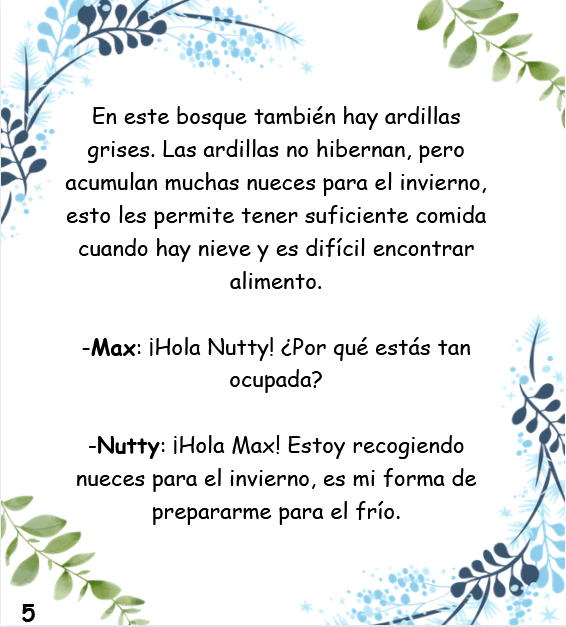 En este bosque también hay ardillas
grises. Las ardillas no hibernan, pero
acumulan muchas nueces para el invierno,
esto les permite tener suficiente comida
cuando hay nieve y es difícil encontrar
alimento.
-Max: ¡Hola Nutty! ¿Por qué estás tan
ocupada?
-Nutty: ¡Hola Max! Estoy recogiendo
nueces para el invierno, es mi forma de
prepararme para el frío.
5